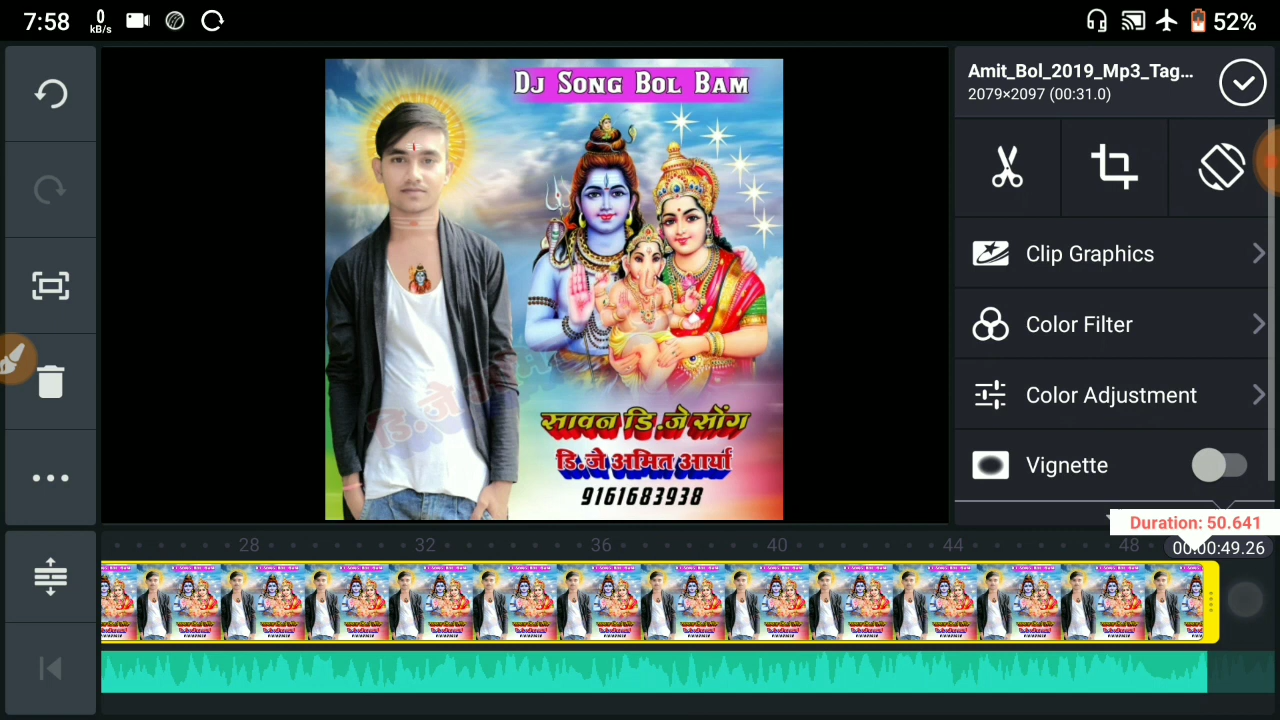 7:58
0
kB/s
52%
Amit_Bol_2019_Mp3_Tag...
2079×2097 (00:31.0)
DJ SONG BOL BAM
Clip Graphics
Color Filter
Color Adjustment
Vignette
डि.जे
सावन डि.जे सोंग
डि.जे अमित आर्या
9161683938
Duration: 50.641
00:00:49.26
28 32 36 40 44 48